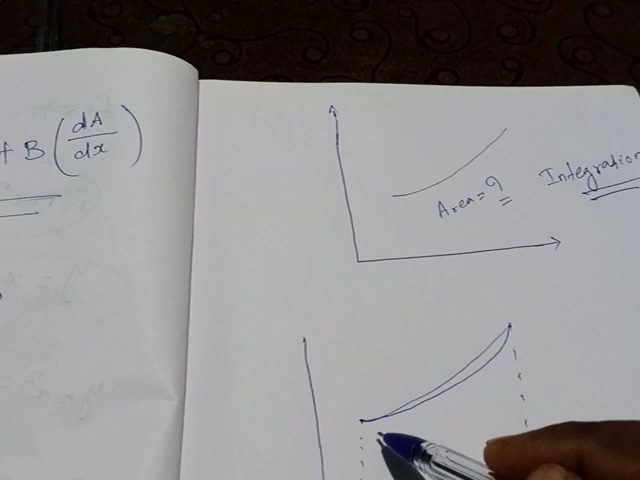 B (dA/dx)
Area = ?
Integration